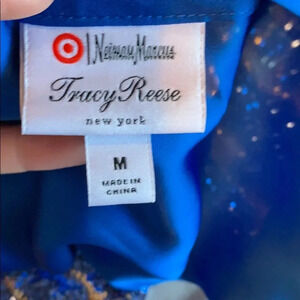 Neiman Marcus
Tracy Reese
new york
M
MADE IN
CHINA